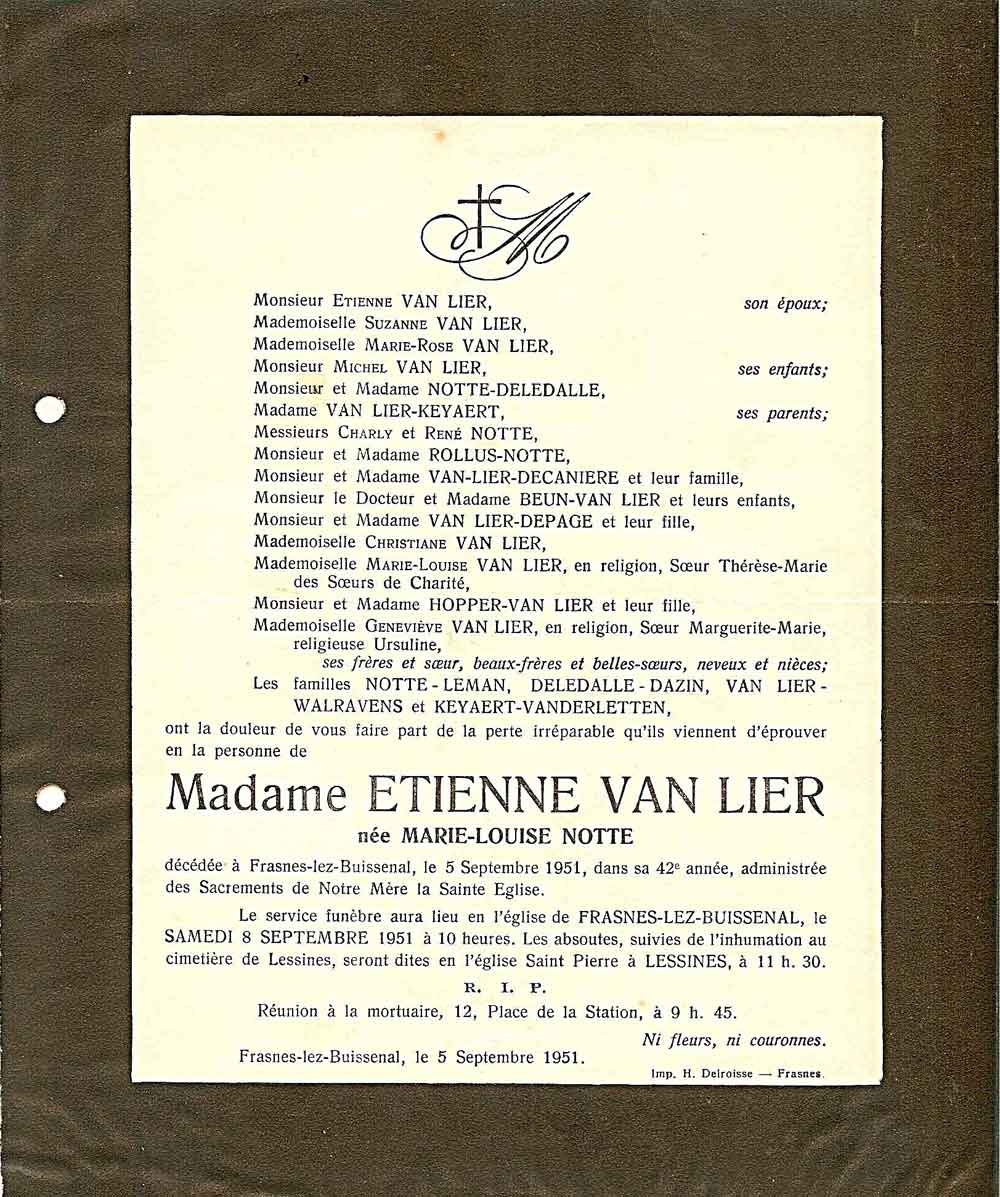 M
Monsieur ETIENNE VAN LIER, son époux;
Mademoiselle SUZANNE VAN LIER,
Mademoiselle MARIE-ROSE VAN LIER,
Monsieur MICHEL VAN LIER, ses enfants;
Monsieur et Madame NOTTE-DELEDALLE,
Madame VAN LIER-KEYAERT, ses parents;
Messieurs CHARLY et RENÉ NOTTE,
Monsieur et Madame ROLLUS-NOTTE,
Monsieur et Madame VAN-LIER-DECANIERE et leur famille,
Monsieur le Docteur et Madame BEUN-VAN LIER et leurs enfants,
Monsieur et Madame VAN LIER-DEPAGE et leur fille,
Mademoiselle CHRISTIANE VAN LIER,
Mademoiselle MARIE-LOUISE VAN LIER, en religion, Sœur Thérèse-Marie
des Sœurs de Charité,
Monsieur et Madame HOPPER-VAN LIER et leur fille,
Mademoiselle GENEVIÈVE VAN LIER, en religion, Sœur Marguerite-Marie,
religieuse Ursuline,
ses frères et sœur, beaux-frères et belles-sœurs, neveux et nièces;
Les familles NOTTE-LEMAN, DELEDALLE-DAZIN, VAN LIER-
WALRAVENS et KEYAERT-VANDERLETTEN,
ont la douleur de vous faire part de la perte irréparable qu'ils viennent d'éprouver
en la personne de
Madame ETIENNE VAN LIER
née MARIE-LOUISE NOTTE
décédée à Frasnes-lez-Buissenal, le 5 Septembre 1951, dans sa 42e année, administrée
des Sacrements de Notre Mère la Sainte Eglise.
Le service funèbre aura lieu en l'église de FRASNES-LEZ-BUISSENAL, le
SAMEDI 8 SEPTEMBRE 1951 à 10 heures. Les absoutes, suivies de l'inhumation au
cimetière de Lessines, seront dites en l'église Saint Pierre à LESSINES, à 11 h. 30.
R. I. P.
Réunion à la mortuaire, 12, Place de la Station, à 9 h. 45.
Ni fleurs, ni couronnes.
Frasnes-lez-Buissenal, le 5 Septembre 1951.
Imp. H. Delroisse — Frasnes.